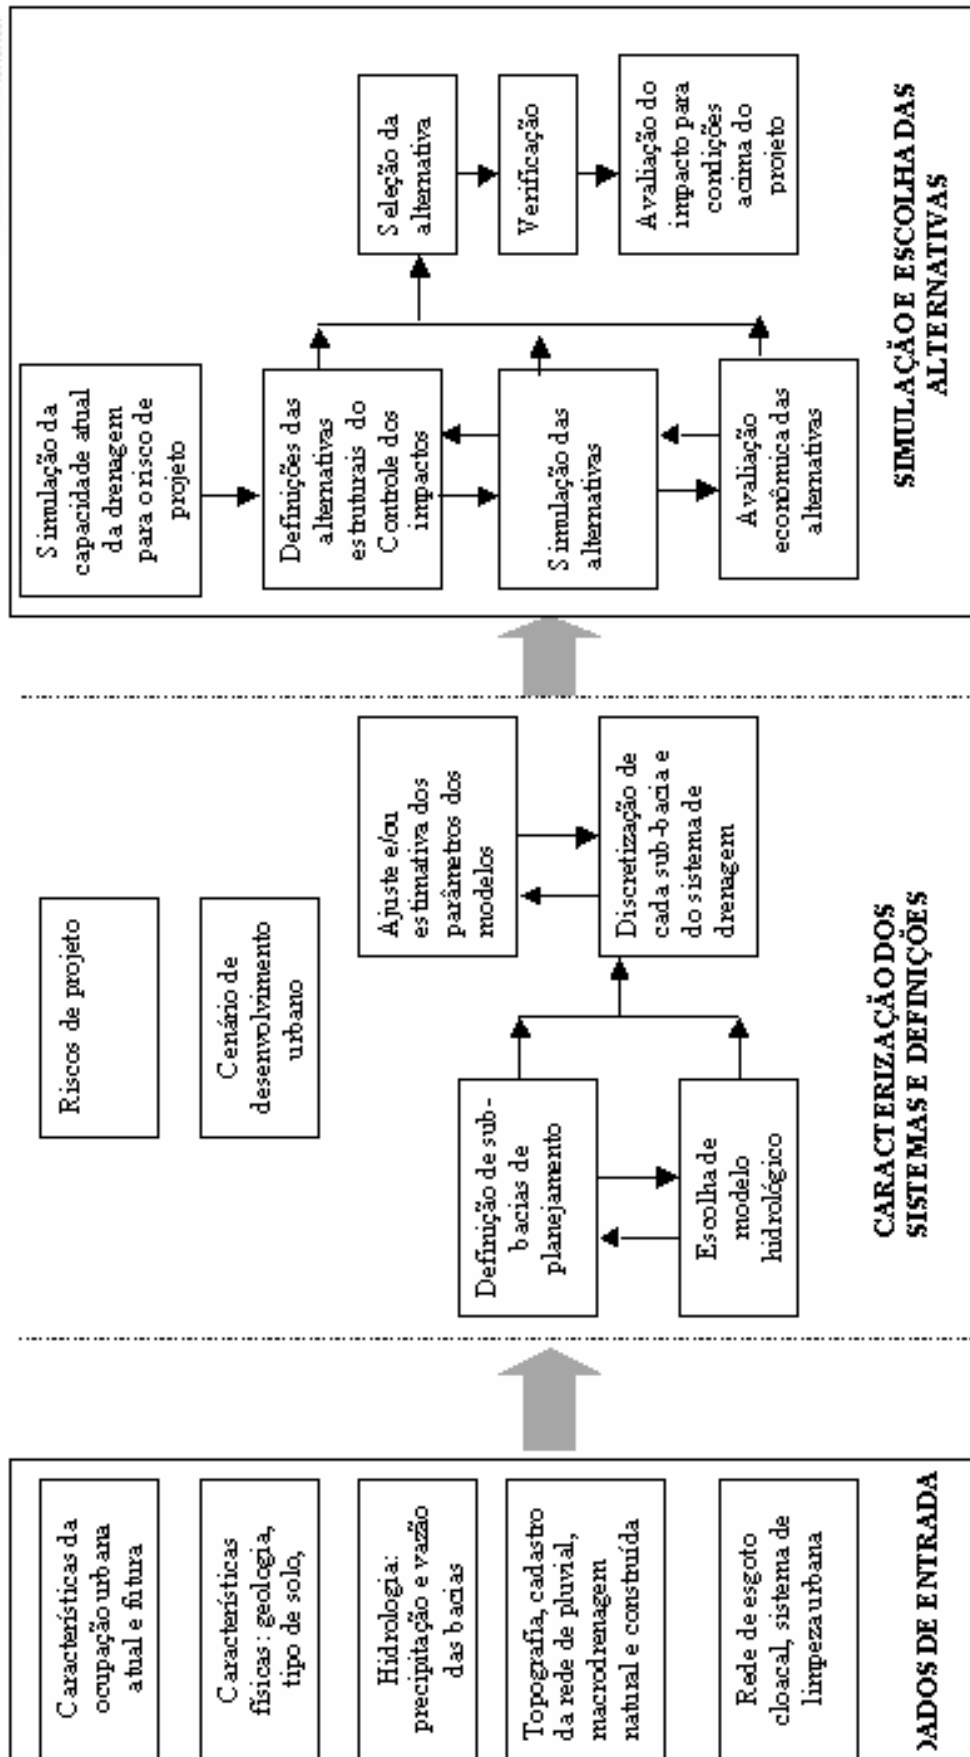 Características da
ocupação urbana
atual e futura
Características
físicas: geologia,
tipo de solo,
Hidrologia:
precipitação e vazão
das bacias
Topografia, cadastro
da rede de pluvial,
macrodrenagem
natural e construída
Rede de esgoto
cloacal, sistema de
limpeza urbana
DADOS DE ENTRADA
Riscos de projeto
Cenário de
desenvolvimento
urbano
Definição de sub-
bacias de
planejamento
Escolha de
modelo
hidrológico
Ajuste e/ou
estimativa dos
parâmetros dos
modelos
Discretização de
cada sub-bacia e
do sistema de
drenagem
CARACTERIZAÇÃO DOS
SISTEMAS E DEFINIÇÕES
Simulação da
capacidade atual
da drenagem
para o risco de
projeto
Definições das
alternativas
estruturais do
Controle dos
impactos
Simulação das
alternativas
Avaliação
econômica das
alternativas
Seleção da
alternativa
Verificação
Avaliação do
impacto para
condições
acima do
projeto
SIMULAÇÃO E ESCOLHA DAS
ALTERNATIVAS